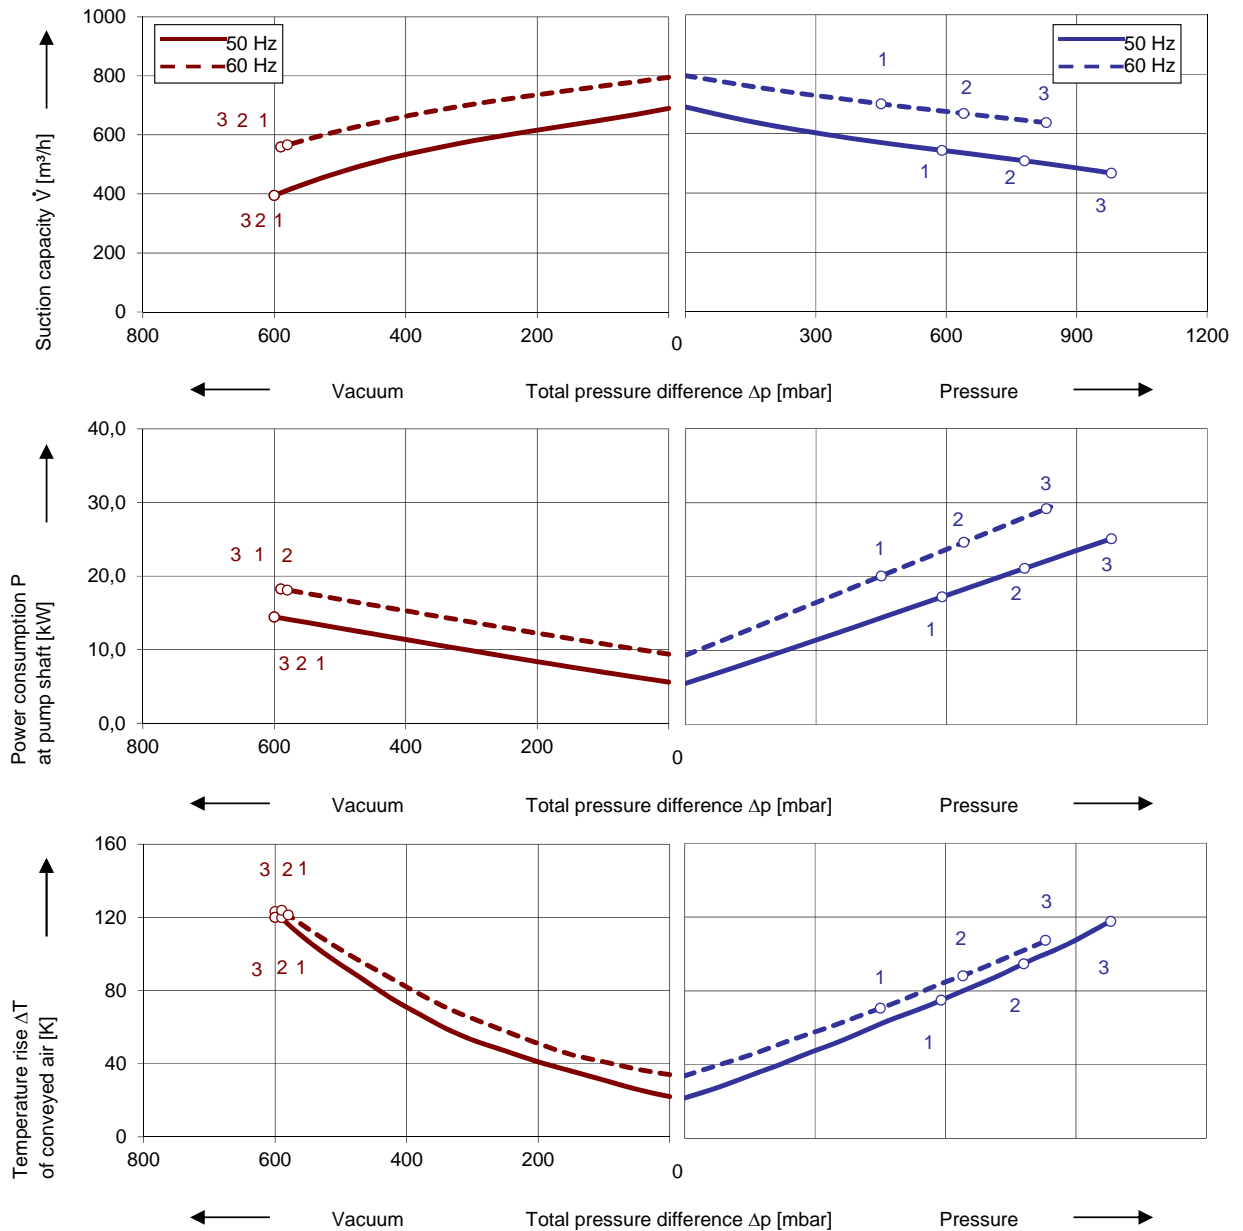 1000
800
600
400
200
0
Suction capacity V̇ [m³/h]
50 Hz
60 Hz
3 2 1
3 2 1
50 Hz
60 Hz
1
2
3
1
2
3
800 600 400 200 0 300 600 900 1200
Vacuum Total pressure difference Δp [mbar] Pressure
40,0
30,0
20,0
10,0
0,0
Power consumption P
at pump shaft [kW]
3 1 2
3 2 1
1
2
3
1
2
3
800 600 400 200 0
Vacuum Total pressure difference Δp [mbar] Pressure
160
120
80
40
0
Temperature rise ΔT
of conveyed air [K]
3 2 1
3 2 1
1
2
3
1
2
3
800 600 400 200 0
Vacuum Total pressure difference Δp [mbar] Pressure